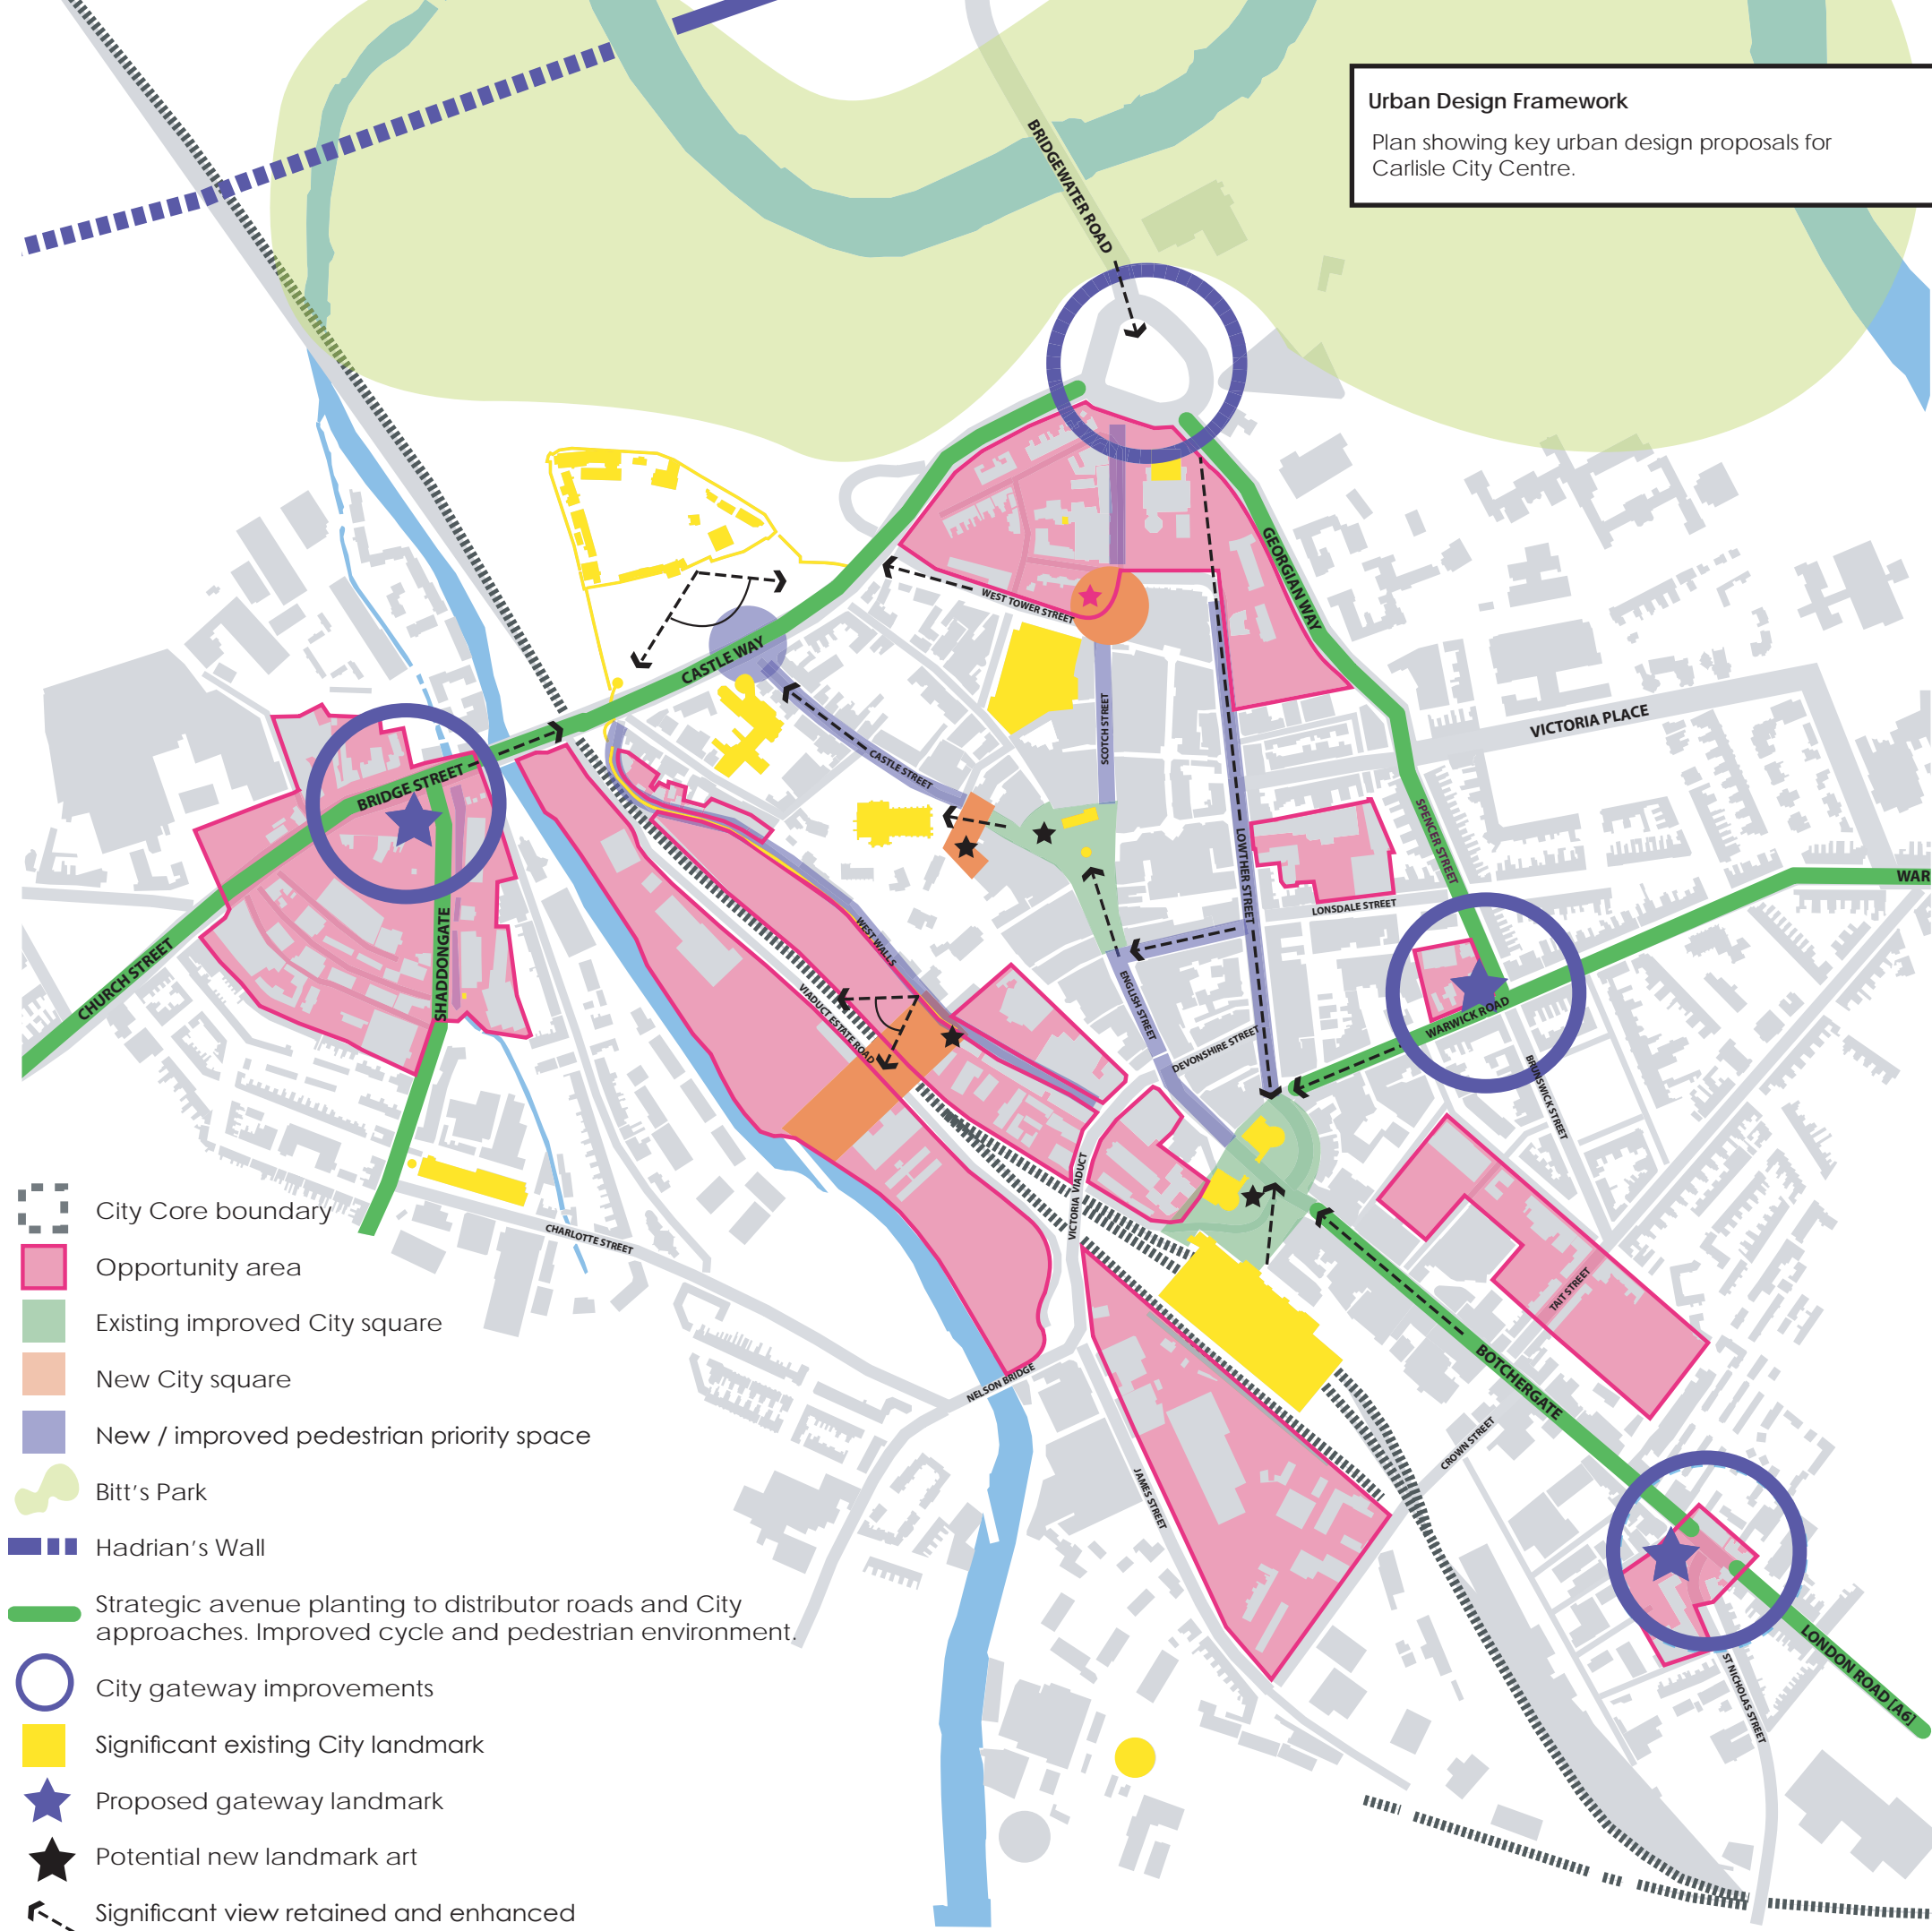 Urban Design Framework
Plan showing key urban design proposals for
Carlisle City Centre.
BRIDGEWATER ROAD
GEORGIAN WAY
WEST TOWER STREET
CASTLE WAY
SCOTCH STREET
VICTORIA PLACE
CASTLE STREET
BRIDGE STREET
SPENCER STREET
LOWTHER STREET
WAR
LONSDALE STREET
SHADDONGATE
WEST WALLS
CHURCH STREET
VIADUCT ESTATE ROAD
ENGLISH STREET
WARWICK ROAD
DEVONSHIRE STREET
BRUNSWICK STREET
VICTORIA VIADUCT
CHARLOTTE STREET
TAIT STREET
NELSON BRIDGE
BOTCHERGATE
CROWN STREET
JAMES STREET
LONDON ROAD [A6]
ST NICHOLAS STREET
City Core boundary
Opportunity area
Existing improved City square
New City square
New / improved pedestrian priority space
Bitt's Park
Hadrian's Wall
Strategic avenue planting to distributor roads and City
approaches. Improved cycle and pedestrian environment.
City gateway improvements
Significant existing City landmark
Proposed gateway landmark
Potential new landmark art
Significant view retained and enhanced